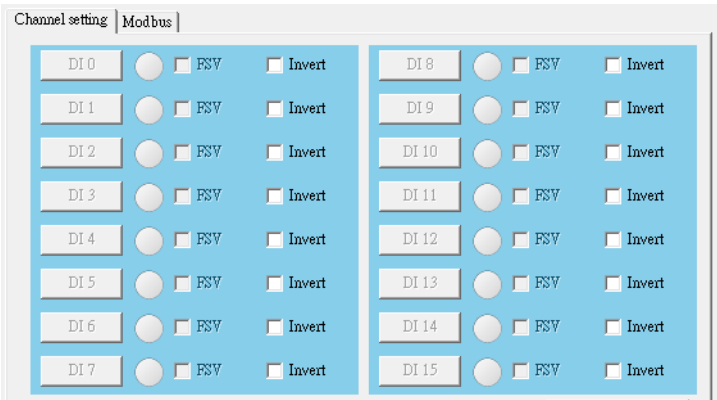 Channel setting Modbus
DI 0 FSV Invert DI 8 FSV Invert
DI 1 FSV Invert DI 9 FSV Invert
DI 2 FSV Invert DI 10 FSV Invert
DI 3 FSV Invert DI 11 FSV Invert
DI 4 FSV Invert DI 12 FSV Invert
DI 5 FSV Invert DI 13 FSV Invert
DI 6 FSV Invert DI 14 FSV Invert
DI 7 FSV Invert DI 15 FSV Invert